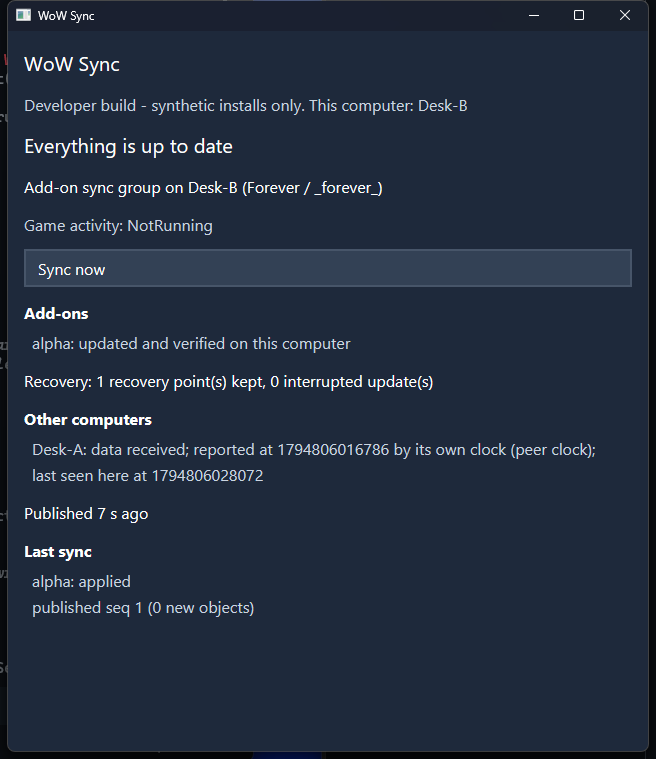 WoW Sync
WoW Sync
Developer build - synthetic installs only. This computer: Desk-B
Everything is up to date
Add-on sync group on Desk-B (Forever / _forever_)
Game activity: NotRunning
Sync now
Add-ons
alpha: updated and verified on this computer
Recovery: 1 recovery point(s) kept, 0 interrupted update(s)
Other computers
Desk-A: data received; reported at 1794806016786 by its own clock (peer clock);
last seen here at 1794806028072
Published 7 s ago
Last sync
alpha: applied
published seq 1 (0 new objects)